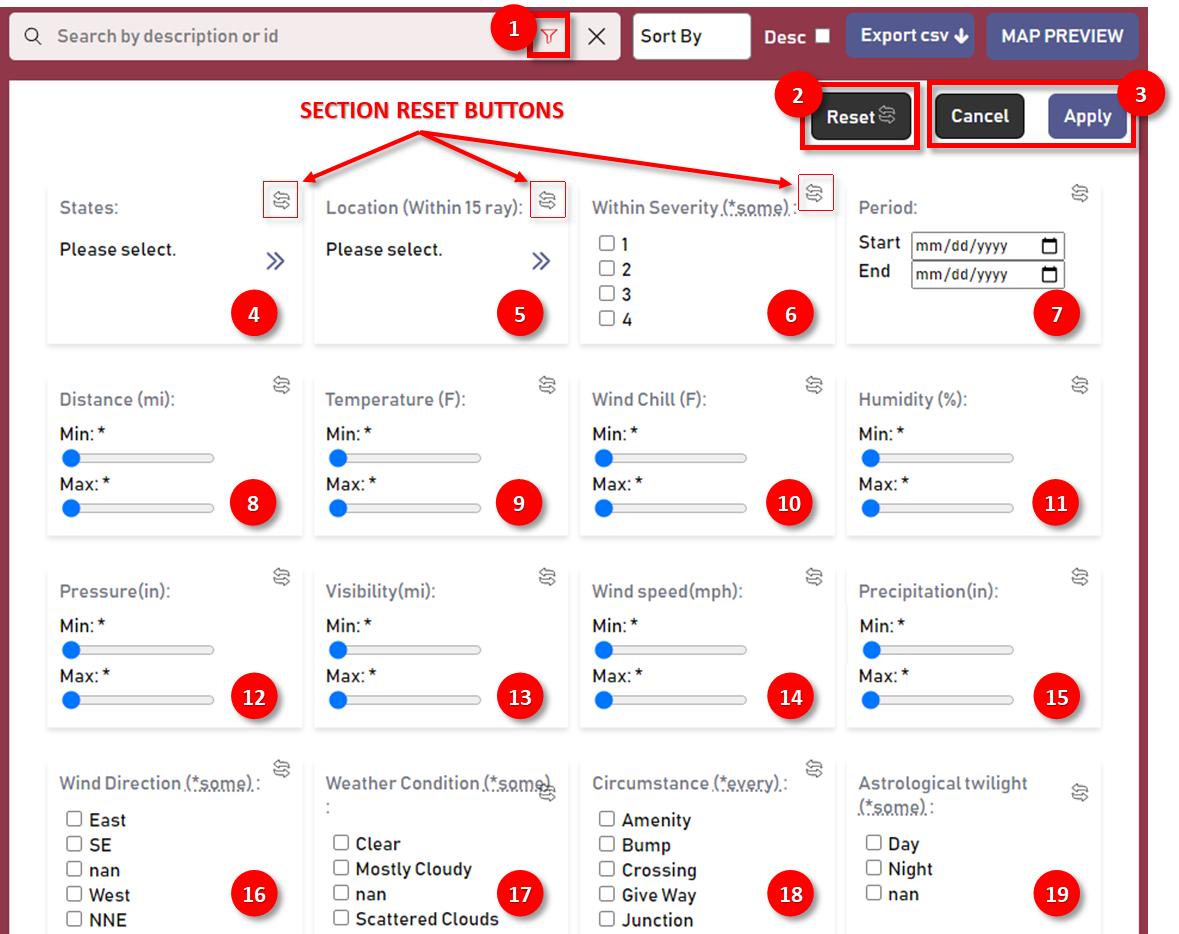 Search by description or id 1 Sort By Desc Export csv MAP PREVIEW
SECTION RESET BUTTONS 2 Reset Cancel Apply 3
States: Location (Within 15 ray): Within Severity (*some) : Period:
Please select. Please select. 1 Start mm/dd/yyyy
2 End mm/dd/yyyy
3
4
4 5 6 7
Distance (mi): Temperature (F): Wind Chill (F): Humidity (%):
Min: * Min: * Min: * Min: *
Max: * Max: * Max: * Max: *
8 9 10 11
Pressure(in): Visibility(mi): Wind speed(mph): Precipitation(in):
Min: * Min: * Min: * Min: *
Max: * Max: * Max: * Max: *
12 13 14 15
Wind Direction (*some) : Weather Condition (*some) : Circumstance (*every) : Astrological twilight (*some) :
East Clear Amenity Day
SE Mostly Cloudy Bump Night
nan nan Crossing nan
West Scattered Clouds Give Way
NNE Junction
16 17 18 19